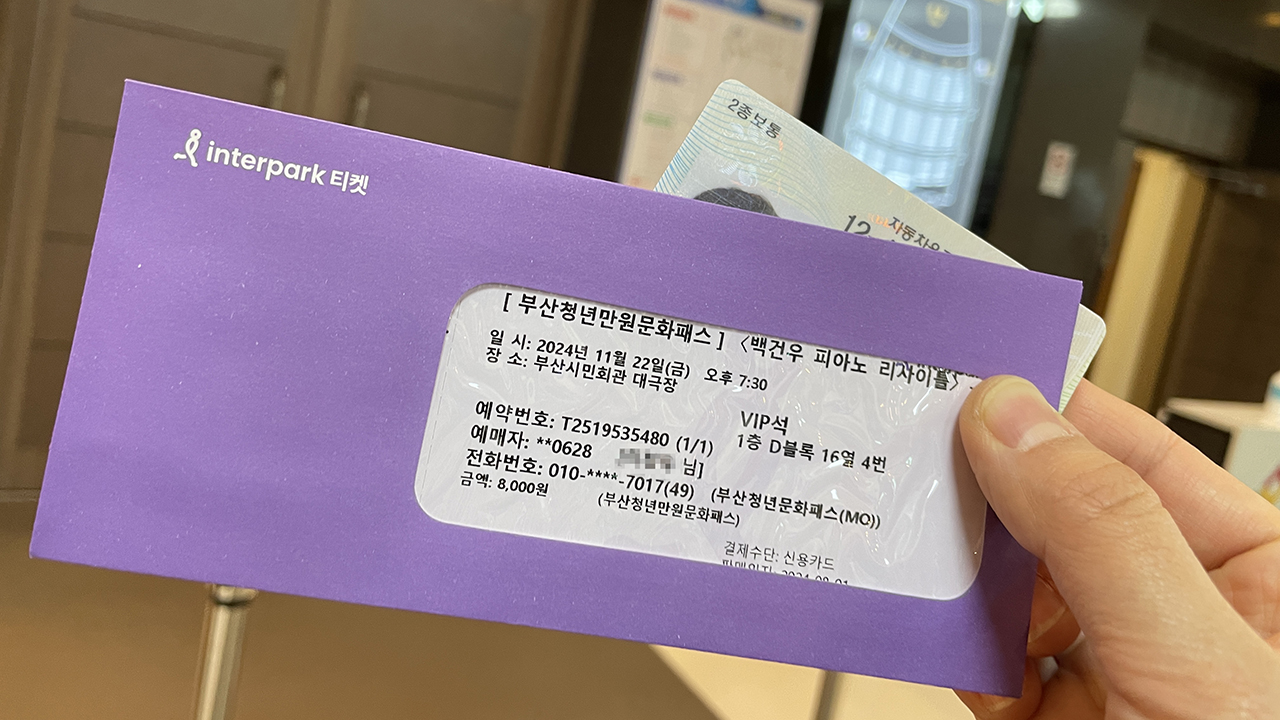 interpark 티켓
2종보통
자동차운
12
[ 부산청년만원문화패스 ] <백건우 피아노 리사이틀>
일 시: 2024년 11월 22일(금) 오후 7:30
장 소: 부산시민회관 대극장
예약번호: T2519535480 (1/1) VIP석
예매자: **0628 님] 1층 D블록 16열 4번
전화번호: 010-****-7017(49) (부산청년문화패스(MO))
금액: 8,000원 (부산청년만원문화패스)
결제수단: 신용카드